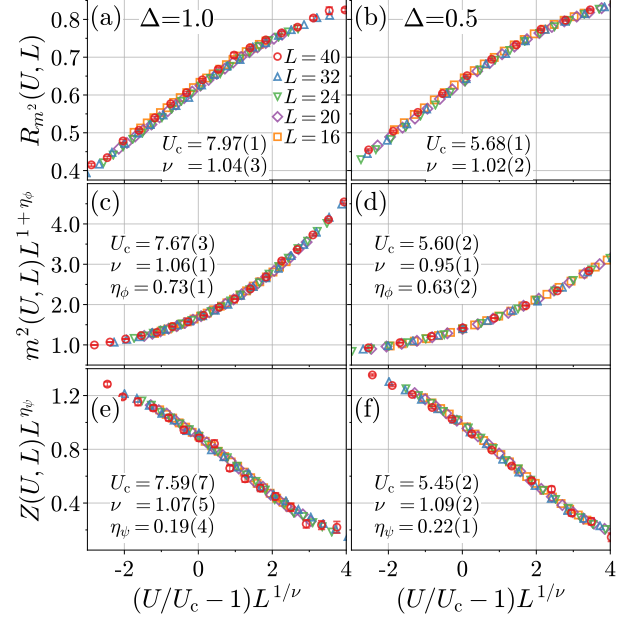 (a) Δ=1.0
(b) Δ=0.5
R_{m^2}(U, L)
0.8
0.7
0.6
0.5
0.4
L=40
L=32
L=24
L=20
L=16
U_c=7.97(1)
ν =1.04(3)
U_c=5.68(1)
ν =1.02(2)
(c)
(d)
m^2(U, L)L^{1+η_ϕ}
4.0
3.0
2.0
1.0
U_c=7.67(3)
ν =1.06(1)
η_ϕ=0.73(1)
U_c=5.60(2)
ν =0.95(1)
η_ϕ=0.63(2)
(e)
(f)
Z(U, L)L^{η_ψ}
1.2
0.8
0.4
U_c=7.59(7)
ν =1.07(5)
η_ψ=0.19(4)
U_c=5.45(2)
ν =1.09(2)
η_ψ=0.22(1)
-2 0 2 4
-2 0 2 4
(U/U_c − 1)L^{1/ν}
(U/U_c − 1)L^{1/ν}